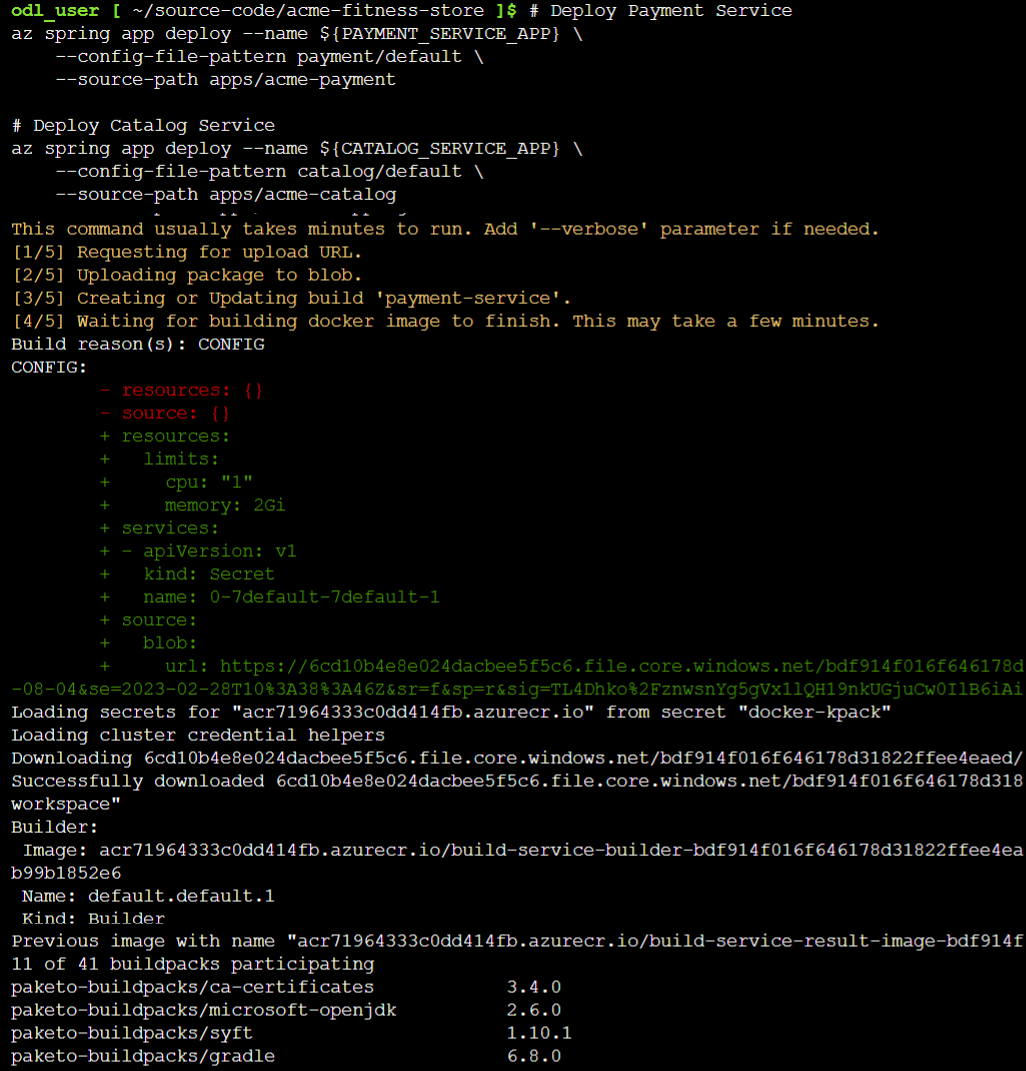 odl_user [ ~/source-code/acme-fitness-store ]$ # Deploy Payment Service
az spring app deploy --name ${PAYMENT_SERVICE_APP} \
    --config-file-pattern payment/default \
    --source-path apps/acme-payment

# Deploy Catalog Service
az spring app deploy --name ${CATALOG_SERVICE_APP} \
    --config-file-pattern catalog/default \
    --source-path apps/acme-catalog
This command usually takes minutes to run. Add '--verbose' parameter if needed.
[1/5] Requesting for upload URL.
[2/5] Uploading package to blob.
[3/5] Creating or Updating build 'payment-service'.
[4/5] Waiting for building docker image to finish. This may take a few minutes.
Build reason(s): CONFIG
CONFIG:
        - resources: {}
        - source: {}
        + resources:
        +   limits:
        +     cpu: "1"
        +     memory: 2Gi
        + services:
        + - apiVersion: v1
        +   kind: Secret
        +   name: 0-7default-7default-1
        + source:
        +   blob:
        +     url: https://6cd10b4e8e024dacbee5f5c6.file.core.windows.net/bdf914f016f646178d
-08-04&se=2023-02-28T10%3A38%3A46Z&sr=f&sp=r&sig=TL4Dhko%2FznwsnYg5gVx1lQH19nkUGjuCw0IlB6iAi
Loading secrets for "acr71964333c0dd414fb.azurecr.io" from secret "docker-kpack"
Loading cluster credential helpers
Downloading 6cd10b4e8e024dacbee5f5c6.file.core.windows.net/bdf914f016f646178d31822ffee4eaed/
Successfully downloaded 6cd10b4e8e024dacbee5f5c6.file.core.windows.net/bdf914f016f646178d318
workspace"
Builder:
 Image: acr71964333c0dd414fb.azurecr.io/build-service-builder-bdf914f016f646178d31822ffee4ea
b99b1852e6
 Name: default.default.1
 Kind: Builder
Previous image with name "acr71964333c0dd414fb.azurecr.io/build-service-result-image-bdf914f
11 of 41 buildpacks participating
paketo-buildpacks/ca-certificates            3.4.0
paketo-buildpacks/microsoft-openjdk          2.6.0
paketo-buildpacks/syft                       1.10.1
paketo-buildpacks/gradle                     6.8.0